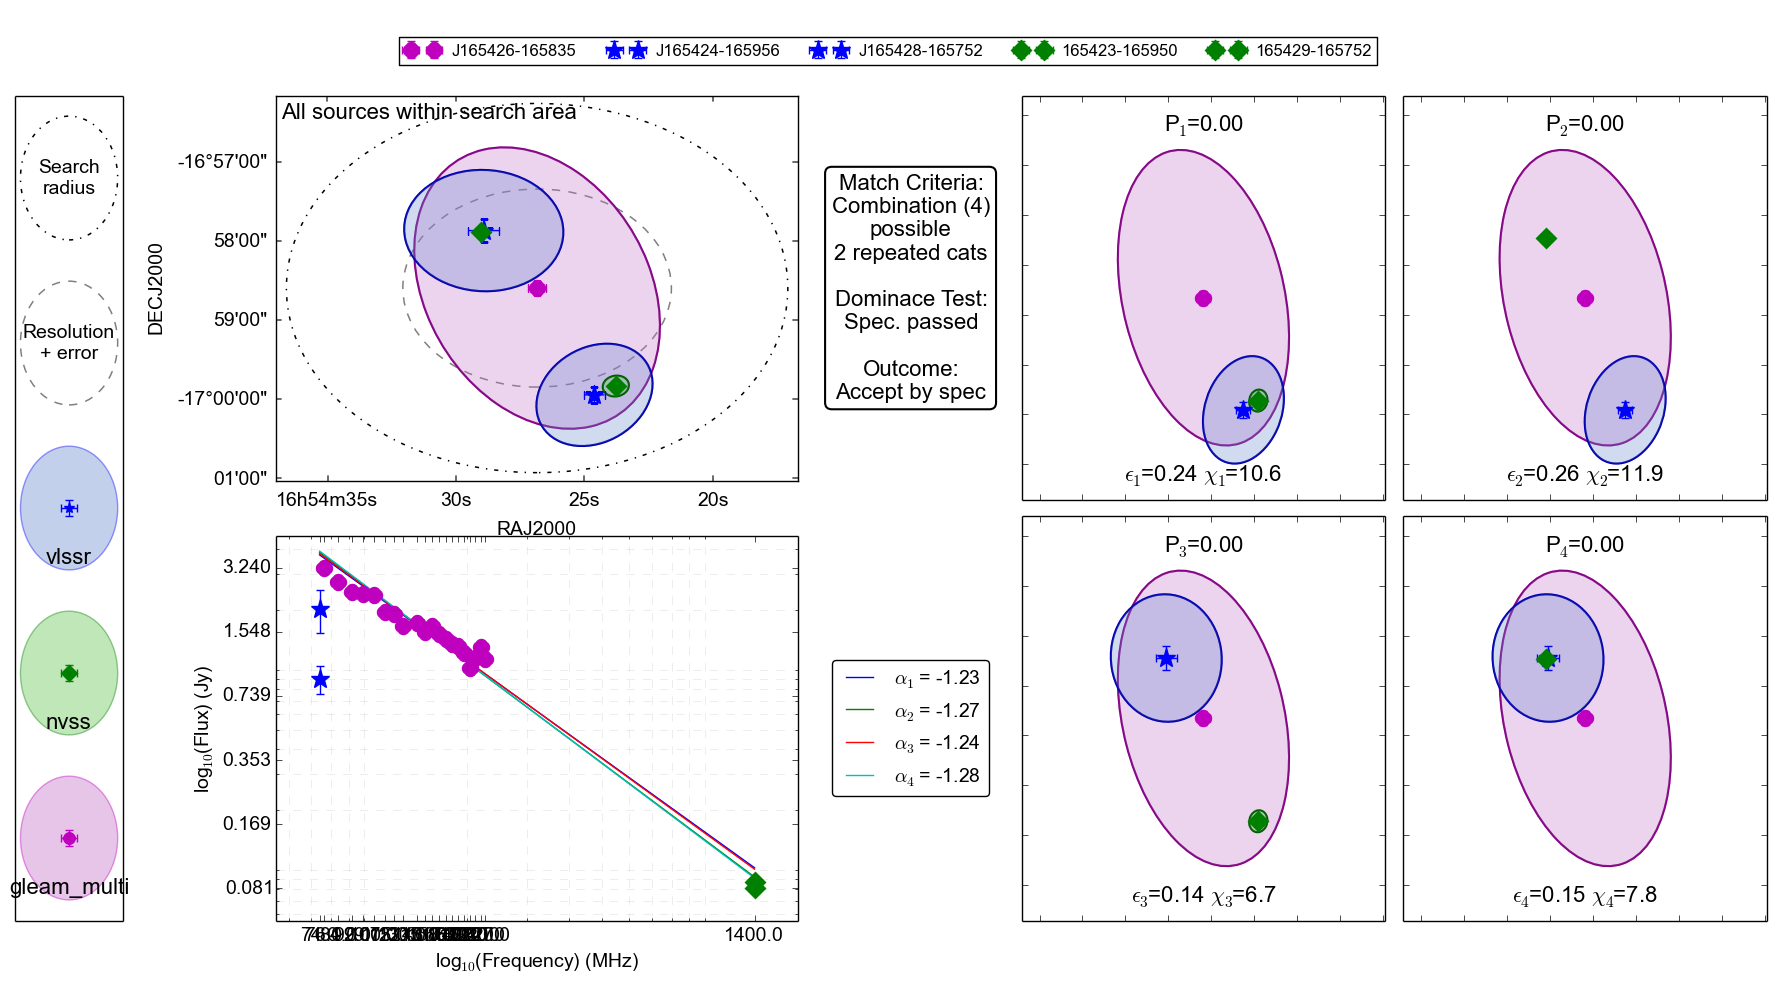 J165426-165835 J165424-165956 J165428-165752 165423-165950 165429-165752
Search
radius
Resolution
+ error
vlssr
nvss
gleam_multi
All sources within search area
DECJ2000
-16°57'00"
58'00"
59'00"
-17°00'00"
01'00"
16h54m35s 30s 25s 20s
RAJ2000
Match Criteria:
Combination (4)
possible
2 repeated cats
Dominace Test:
Spec. passed
Outcome:
Accept by spec
P1=0.00
ϵ1=0.24 χ1=10.6
P2=0.00
ϵ2=0.26 χ2=11.9
P3=0.00
ϵ3=0.14 χ3=6.7
P4=0.00
ϵ4=0.15 χ4=7.8
log10(Flux) (Jy)
3.240
1.548
0.739
0.353
0.169
0.081
1400.0
log10(Frequency) (MHz)
α1 = -1.23
α2 = -1.27
α3 = -1.24
α4 = -1.28